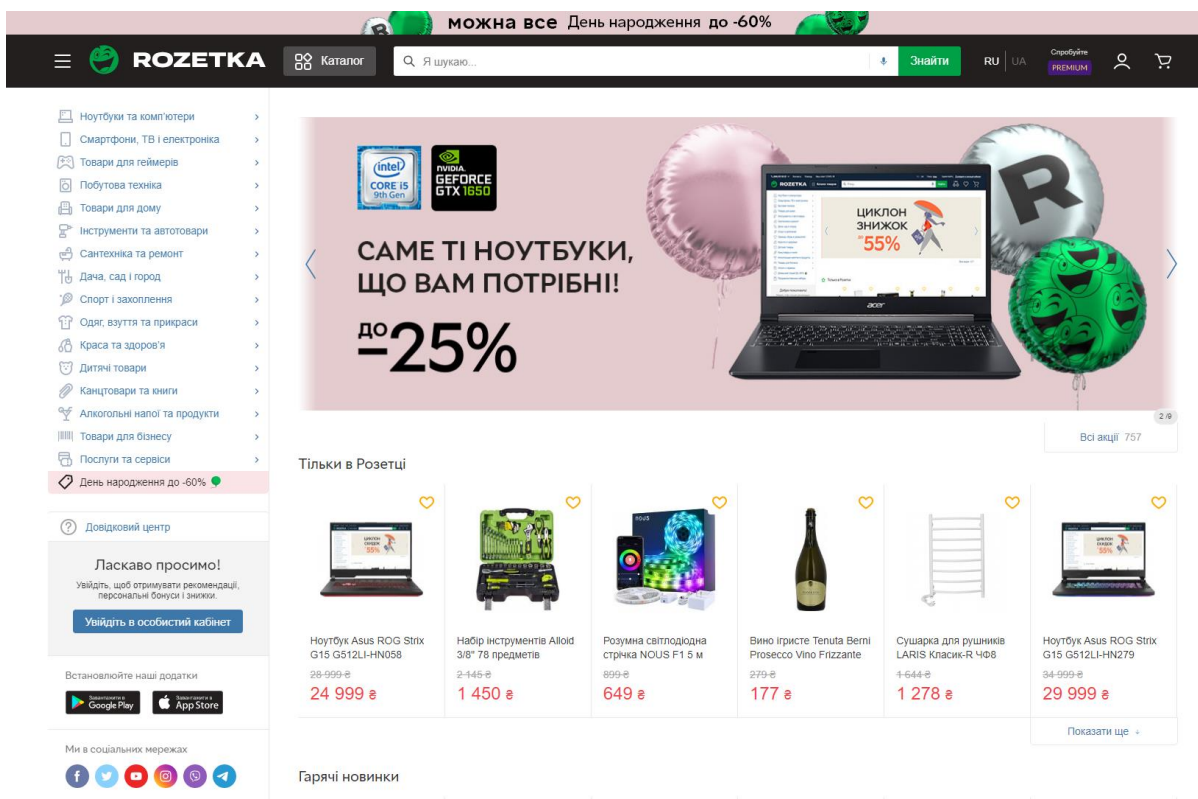 можна все День народження до -60%
ROZETKA
Каталог
Я шукаю...
Знайти
RU UA
Спробуйте
PREMIUM
Ноутбуки та комп'ютери
Смартфони, ТВ і електроніка
Товари для геймерів
Побутова техніка
Товари для дому
Інструменти та автотовари
Сантехніка та ремонт
Дача, сад і город
Спорт і захоплення
Одяг, взуття та прикраси
Краса та здоров'я
Дитячі товари
Канцтовари та книги
Алкогольні напої та продукти
Товари для бізнесу
Послуги та сервіси
День народження до -60%
Довідковий центр
Ласкаво просимо!
Увійдіть, щоб отримувати рекомендації,
персональні бонуси і знижки.
Увійдіть в особистий кабінет
Встановлюйте наші додатки
Завантажити в
Google Play
Завантажити в
App Store
Ми в соціальних мережах
intel
CORE i5
9th Gen
NVIDIA
GEFORCE
GTX 1650
САМЕ ТІ НОУТБУКИ,
ЩО ВАМ ПОТРІБНІ!
до
-25%
ROZETKA
ЦИКЛОН
ЗНИЖОК
55%
acer
R
2 /9
Всі акції 757
Тільки в Розетці
Ноутбук Asus ROG Strix
G15 G512LI-HN058
28 999 ₴
24 999 ₴
Набір інструментів Alloid
3/8" 78 предметів
2 145 ₴
1 450 ₴
nous
Розумна світлодіодна
стрічка NOUS F1 5 м
899 ₴
649 ₴
Вино ігристе Tenuta Berni
Prosecco Vino Frizzante
279 ₴
177 ₴
Сушарка для рушників
LARIS Класик-R ЧФ8
1 644 ₴
1 278 ₴
Ноутбук Asus ROG Strix
G15 G512LI-HN279
34 999 ₴
29 999 ₴
Показати ще
Гарячі новинки